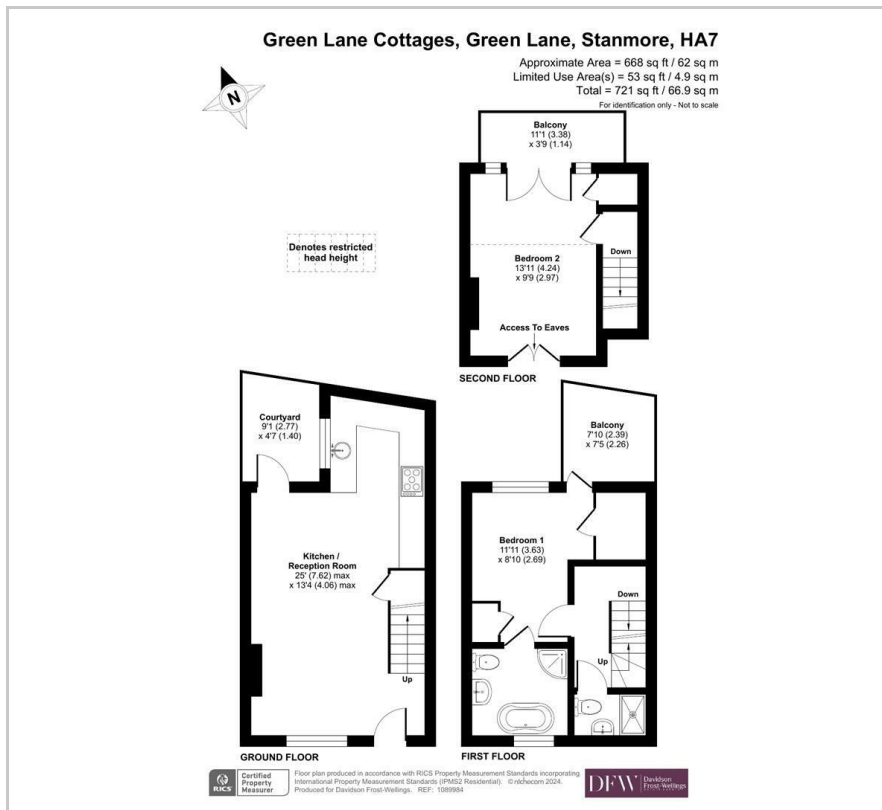 Green Lane Cottages, Green Lane, Stanmore, HA7
Approximate Area = 668 sq ft / 62 sq m
Limited Use Area(s) = 53 sq ft / 4.9 sq m
Total = 721 sq ft / 66.9 sq m
For identification only - Not to scale
N
Balcony
11'1 (3.38)
x 3'9 (1.14)
Denotes restricted
head height
Bedroom 2
13'11 (4.24)
x 9'9 (2.97)
Down
Access To Eaves
SECOND FLOOR
Courtyard
9'1 (2.77)
x 4'7 (1.40)
Kitchen /
Reception Room
25' (7.62) max
x 13'4 (4.06) max
Up
GROUND FLOOR
Balcony
7'10 (2.39)
x 7'5 (2.26)
Bedroom 1
11'11 (3.63)
x 8'10 (2.69)
Down
Up
FIRST FLOOR
RICS
Certified
Property
Measurer
Floor plan produced in accordance with RICS Property Measurement Standards incorporating
International Property Measurement Standards (IPMS2 Residential). © nichecom 2024.
Produced for Davidson Frost-Wellings. REF: 1089984
DFW
Davidson
Frost-Wellings